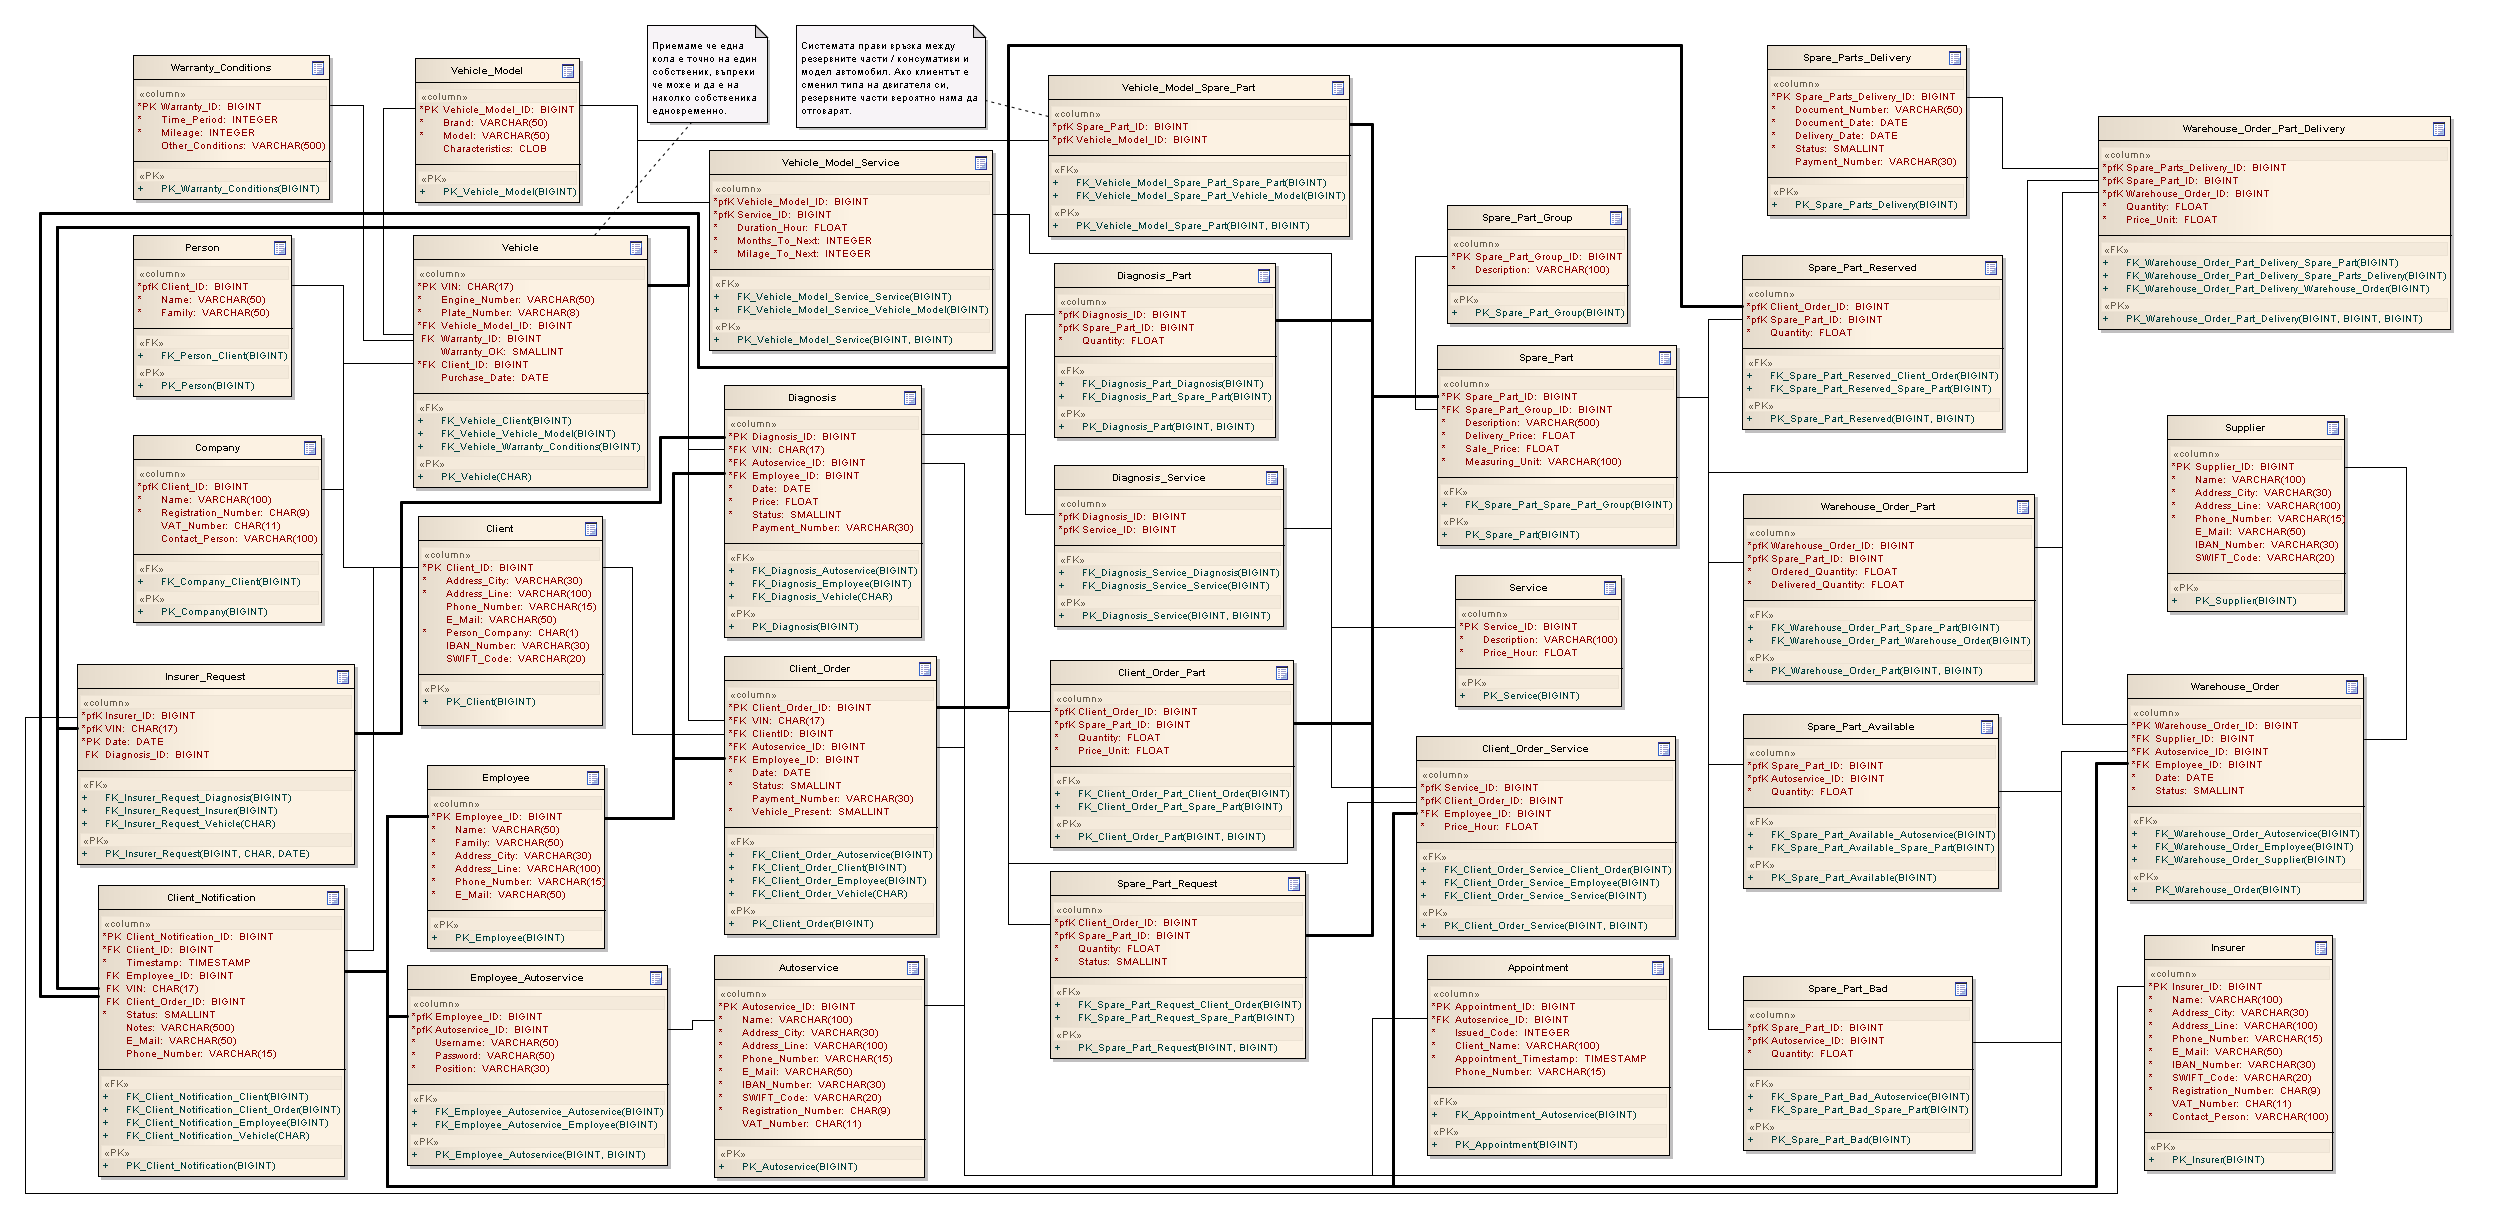 Приемаме че една
кола е точно на един
собственик, въпреки
че може и да е на
няколко собственика
едновременно.
Системата прави връзка между
резервните части / консумативи и
модел автомобил. Ако клиентът е
сменил типа на двигателя си,
резервните части вероятно няма да
отговарят.
Warranty_Conditions
«column»
*PK Warranty_ID: BIGINT
* Time_Period: INTEGER
* Mileage: INTEGER
Other_Conditions: VARCHAR(500)
«PK»
+ PK_Warranty_Conditions(BIGINT)
Vehicle_Model
«column»
*PK Vehicle_Model_ID: BIGINT
* Brand: VARCHAR(50)
* Model: VARCHAR(50)
Characteristics: CLOB
«PK»
+ PK_Vehicle_Model(BIGINT)
Vehicle_Model_Service
«column»
*pfK Vehicle_Model_ID: BIGINT
*pfK Service_ID: BIGINT
* Duration_Hour: FLOAT
* Months_To_Next: INTEGER
* Milage_To_Next: INTEGER
«FK»
+ FK_Vehicle_Model_Service_Service(BIGINT)
+ FK_Vehicle_Model_Service_Vehicle_Model(BIGINT)
«PK»
+ PK_Vehicle_Model_Service(BIGINT, BIGINT)
Vehicle_Model_Spare_Part
«column»
*pfK Spare_Part_ID: BIGINT
*pfK Vehicle_Model_ID: BIGINT
«FK»
+ FK_Vehicle_Model_Spare_Part_Spare_Part(BIGINT)
+ FK_Vehicle_Model_Spare_Part_Vehicle_Model(BIGINT)
«PK»
+ PK_Vehicle_Model_Spare_Part(BIGINT, BIGINT)
Spare_Parts_Delivery
«column»
*PK Spare_Parts_Delivery_ID: BIGINT
* Document_Number: VARCHAR(50)
* Document_Date: DATE
* Delivery_Date: DATE
* Status: SMALLINT
Payment_Number: VARCHAR(30)
«PK»
+ PK_Spare_Parts_Delivery(BIGINT)
Warehouse_Order_Part_Delivery
«column»
*pfK Spare_Parts_Delivery_ID: BIGINT
*pfK Spare_Part_ID: BIGINT
*pfK Warehouse_Order_ID: BIGINT
* Quantity: FLOAT
* Price_Unit: FLOAT
«FK»
+ FK_Warehouse_Order_Part_Delivery_Spare_Part(BIGINT)
+ FK_Warehouse_Order_Part_Delivery_Spare_Parts_Delivery(BIGINT)
+ FK_Warehouse_Order_Part_Delivery_Warehouse_Order(BIGINT)
«PK»
+ PK_Warehouse_Order_Part_Delivery(BIGINT, BIGINT, BIGINT)
Person
«column»
*pfK Client_ID: BIGINT
* Name: VARCHAR(50)
* Family: VARCHAR(50)
«FK»
+ FK_Person_Client(BIGINT)
«PK»
+ PK_Person(BIGINT)
Vehicle
«column»
*PK VIN: CHAR(17)
* Engine_Number: VARCHAR(50)
* Plate_Number: VARCHAR(8)
*FK Vehicle_Model_ID: BIGINT
FK Warranty_ID: BIGINT
Warranty_OK: SMALLINT
*FK Client_ID: BIGINT
Purchase_Date: DATE
«FK»
+ FK_Vehicle_Client(BIGINT)
+ FK_Vehicle_Vehicle_Model(BIGINT)
+ FK_Vehicle_Warranty_Conditions(BIGINT)
«PK»
+ PK_Vehicle(CHAR)
Diagnosis_Part
«column»
*pfK Diagnosis_ID: BIGINT
*pfK Spare_Part_ID: BIGINT
* Quantity: FLOAT
«FK»
+ FK_Diagnosis_Part_Diagnosis(BIGINT)
+ FK_Diagnosis_Part_Spare_Part(BIGINT)
«PK»
+ PK_Diagnosis_Part(BIGINT, BIGINT)
Spare_Part_Group
«column»
*PK Spare_Part_Group_ID: BIGINT
* Description: VARCHAR(100)
«PK»
+ PK_Spare_Part_Group(BIGINT)
Spare_Part_Reserved
«column»
*pfK Client_Order_ID: BIGINT
*pfK Spare_Part_ID: BIGINT
* Quantity: FLOAT
«FK»
+ FK_Spare_Part_Reserved_Client_Order(BIGINT)
+ FK_Spare_Part_Reserved_Spare_Part(BIGINT)
«PK»
+ PK_Spare_Part_Reserved(BIGINT, BIGINT)
Company
«column»
*pfK Client_ID: BIGINT
* Name: VARCHAR(100)
* Registration_Number: CHAR(9)
VAT_Number: CHAR(11)
Contact_Person: VARCHAR(100)
«FK»
+ FK_Company_Client(BIGINT)
«PK»
+ PK_Company(BIGINT)
Diagnosis
«column»
*PK Diagnosis_ID: BIGINT
*FK VIN: CHAR(17)
*FK Autoservice_ID: BIGINT
*FK Employee_ID: BIGINT
* Date: DATE
* Price: FLOAT
* Status: SMALLINT
Payment_Number: VARCHAR(30)
«FK»
+ FK_Diagnosis_Autoservice(BIGINT)
+ FK_Diagnosis_Employee(BIGINT)
+ FK_Diagnosis_Vehicle(CHAR)
«PK»
+ PK_Diagnosis(BIGINT)
Spare_Part
«column»
*PK Spare_Part_ID: BIGINT
*FK Spare_Part_Group_ID: BIGINT
* Description: VARCHAR(500)
* Delivery_Price: FLOAT
* Sale_Price: FLOAT
* Measuring_Unit: VARCHAR(100)
«FK»
+ FK_Spare_Part_Spare_Part_Group(BIGINT)
«PK»
+ PK_Spare_Part(BIGINT)
Supplier
«column»
*PK Supplier_ID: BIGINT
* Name: VARCHAR(100)
* Address_City: VARCHAR(30)
* Address_Line: VARCHAR(100)
* Phone_Number: VARCHAR(15)
E_Mail: VARCHAR(50)
IBAN_Number: VARCHAR(30)
SWIFT_Code: VARCHAR(20)
«PK»
+ PK_Supplier(BIGINT)
Client
«column»
*PK Client_ID: BIGINT
* Address_City: VARCHAR(30)
* Address_Line: VARCHAR(100)
Phone_Number: VARCHAR(15)
E_Mail: VARCHAR(50)
* Person_Company: CHAR(1)
IBAN_Number: VARCHAR(30)
SWIFT_Code: VARCHAR(20)
«PK»
+ PK_Client(BIGINT)
Diagnosis_Service
«column»
*pfK Diagnosis_ID: BIGINT
*pfK Service_ID: BIGINT
«FK»
+ FK_Diagnosis_Service_Diagnosis(BIGINT)
+ FK_Diagnosis_Service_Service(BIGINT)
«PK»
+ PK_Diagnosis_Service(BIGINT, BIGINT)
Service
«column»
*PK Service_ID: BIGINT
* Description: VARCHAR(100)
* Price_Hour: FLOAT
«PK»
+ PK_Service(BIGINT)
Warehouse_Order_Part
«column»
*pfK Warehouse_Order_ID: BIGINT
*pfK Spare_Part_ID: BIGINT
* Ordered_Quantity: FLOAT
* Delivered_Quantity: FLOAT
«FK»
+ FK_Warehouse_Order_Part_Spare_Part(BIGINT)
+ FK_Warehouse_Order_Part_Warehouse_Order(BIGINT)
«PK»
+ PK_Warehouse_Order_Part(BIGINT, BIGINT)
Insurer_Request
«column»
*pfK Insurer_ID: BIGINT
*pfK VIN: CHAR(17)
*PK Date: DATE
FK Diagnosis_ID: BIGINT
«FK»
+ FK_Insurer_Request_Diagnosis(BIGINT)
+ FK_Insurer_Request_Insurer(BIGINT)
+ FK_Insurer_Request_Vehicle(CHAR)
«PK»
+ PK_Insurer_Request(BIGINT, CHAR, DATE)
Employee
«column»
*PK Employee_ID: BIGINT
* Name: VARCHAR(50)
* Family: VARCHAR(50)
* Address_City: VARCHAR(30)
* Address_Line: VARCHAR(100)
* Phone_Number: VARCHAR(15)
* E_Mail: VARCHAR(50)
«PK»
+ PK_Employee(BIGINT)
Client_Order
«column»
*PK Client_Order_ID: BIGINT
*FK VIN: CHAR(17)
*FK ClientID: BIGINT
*FK Autoservice_ID: BIGINT
*FK Employee_ID: BIGINT
* Date: DATE
* Status: SMALLINT
Payment_Number: VARCHAR(30)
* Vehicle_Present: SMALLINT
«FK»
+ FK_Client_Order_Autoservice(BIGINT)
+ FK_Client_Order_Client(BIGINT)
+ FK_Client_Order_Employee(BIGINT)
+ FK_Client_Order_Vehicle(CHAR)
«PK»
+ PK_Client_Order(BIGINT)
Client_Order_Part
«column»
*pfK Client_Order_ID: BIGINT
*pfK Spare_Part_ID: BIGINT
* Quantity: FLOAT
* Price_Unit: FLOAT
«FK»
+ FK_Client_Order_Part_Client_Order(BIGINT)
+ FK_Client_Order_Part_Spare_Part(BIGINT)
«PK»
+ PK_Client_Order_Part(BIGINT, BIGINT)
Client_Order_Service
«column»
*pfK Service_ID: BIGINT
*pfK Client_Order_ID: BIGINT
*FK Employee_ID: BIGINT
* Price_Hour: FLOAT
«FK»
+ FK_Client_Order_Service_Client_Order(BIGINT)
+ FK_Client_Order_Service_Employee(BIGINT)
+ FK_Client_Order_Service_Service(BIGINT)
«PK»
+ PK_Client_Order_Service(BIGINT, BIGINT)
Spare_Part_Available
«column»
*pfK Spare_Part_ID: BIGINT
*pfK Autoservice_ID: BIGINT
* Quantity: FLOAT
«FK»
+ FK_Spare_Part_Available_Autoservice(BIGINT)
+ FK_Spare_Part_Available_Spare_Part(BIGINT)
«PK»
+ PK_Spare_Part_Available(BIGINT)
Warehouse_Order
«column»
*PK Warehouse_Order_ID: BIGINT
*FK Supplier_ID: BIGINT
*FK Autoservice_ID: BIGINT
*FK Employee_ID: BIGINT
* Date: DATE
* Status: SMALLINT
«FK»
+ FK_Warehouse_Order_Autoservice(BIGINT)
+ FK_Warehouse_Order_Employee(BIGINT)
+ FK_Warehouse_Order_Supplier(BIGINT)
«PK»
+ PK_Warehouse_Order(BIGINT)
Client_Notification
«column»
*PK Client_Notification_ID: BIGINT
*FK Client_ID: BIGINT
* Timestamp: TIMESTAMP
FK Employee_ID: BIGINT
FK VIN: CHAR(17)
FK Client_Order_ID: BIGINT
* Status: SMALLINT
Notes: VARCHAR(500)
E_Mail: VARCHAR(50)
Phone_Number: VARCHAR(15)
«FK»
+ FK_Client_Notification_Client(BIGINT)
+ FK_Client_Notification_Client_Order(BIGINT)
+ FK_Client_Notification_Employee(BIGINT)
+ FK_Client_Notification_Vehicle(CHAR)
«PK»
+ PK_Client_Notification(BIGINT)
Employee_Autoservice
«column»
*pfK Employee_ID: BIGINT
*pfK Autoservice_ID: BIGINT
* Username: VARCHAR(50)
* Password: VARCHAR(50)
* Position: VARCHAR(30)
«FK»
+ FK_Employee_Autoservice_Autoservice(BIGINT)
+ FK_Employee_Autoservice_Employee(BIGINT)
«PK»
+ PK_Employee_Autoservice(BIGINT, BIGINT)
Autoservice
«column»
*PK Autoservice_ID: BIGINT
* Name: VARCHAR(100)
* Address_City: VARCHAR(30)
* Address_Line: VARCHAR(100)
* Phone_Number: VARCHAR(15)
* E_Mail: VARCHAR(50)
* IBAN_Number: VARCHAR(30)
* SWIFT_Code: VARCHAR(20)
* Registration_Number: CHAR(9)
VAT_Number: CHAR(11)
«PK»
+ PK_Autoservice(BIGINT)
Spare_Part_Request
«column»
*pfK Client_Order_ID: BIGINT
*pfK Spare_Part_ID: BIGINT
* Quantity: FLOAT
* Status: SMALLINT
«FK»
+ FK_Spare_Part_Request_Client_Order(BIGINT)
+ FK_Spare_Part_Request_Spare_Part(BIGINT)
«PK»
+ PK_Spare_Part_Request(BIGINT, BIGINT)
Appointment
«column»
*PK Appointment_ID: BIGINT
*FK Autoservice_ID: BIGINT
* Issued_Code: INTEGER
* Client_Name: VARCHAR(100)
* Appointment_Timestamp: TIMESTAMP
Phone_Number: VARCHAR(15)
«FK»
+ FK_Appointment_Autoservice(BIGINT)
«PK»
+ PK_Appointment(BIGINT)
Spare_Part_Bad
«column»
*pfK Spare_Part_ID: BIGINT
*pfK Autoservice_ID: BIGINT
* Quantity: FLOAT
«FK»
+ FK_Spare_Part_Bad_Autoservice(BIGINT)
+ FK_Spare_Part_Bad_Spare_Part(BIGINT)
«PK»
+ PK_Spare_Part_Bad(BIGINT)
Insurer
«column»
*PK Insurer_ID: BIGINT
* Name: VARCHAR(100)
* Address_City: VARCHAR(30)
* Address_Line: VARCHAR(100)
* Phone_Number: VARCHAR(15)
* E_Mail: VARCHAR(50)
* IBAN_Number: VARCHAR(30)
* SWIFT_Code: VARCHAR(20)
* Registration_Number: CHAR(9)
VAT_Number: CHAR(11)
* Contact_Person: VARCHAR(100)
«PK»
+ PK_Insurer(BIGINT)